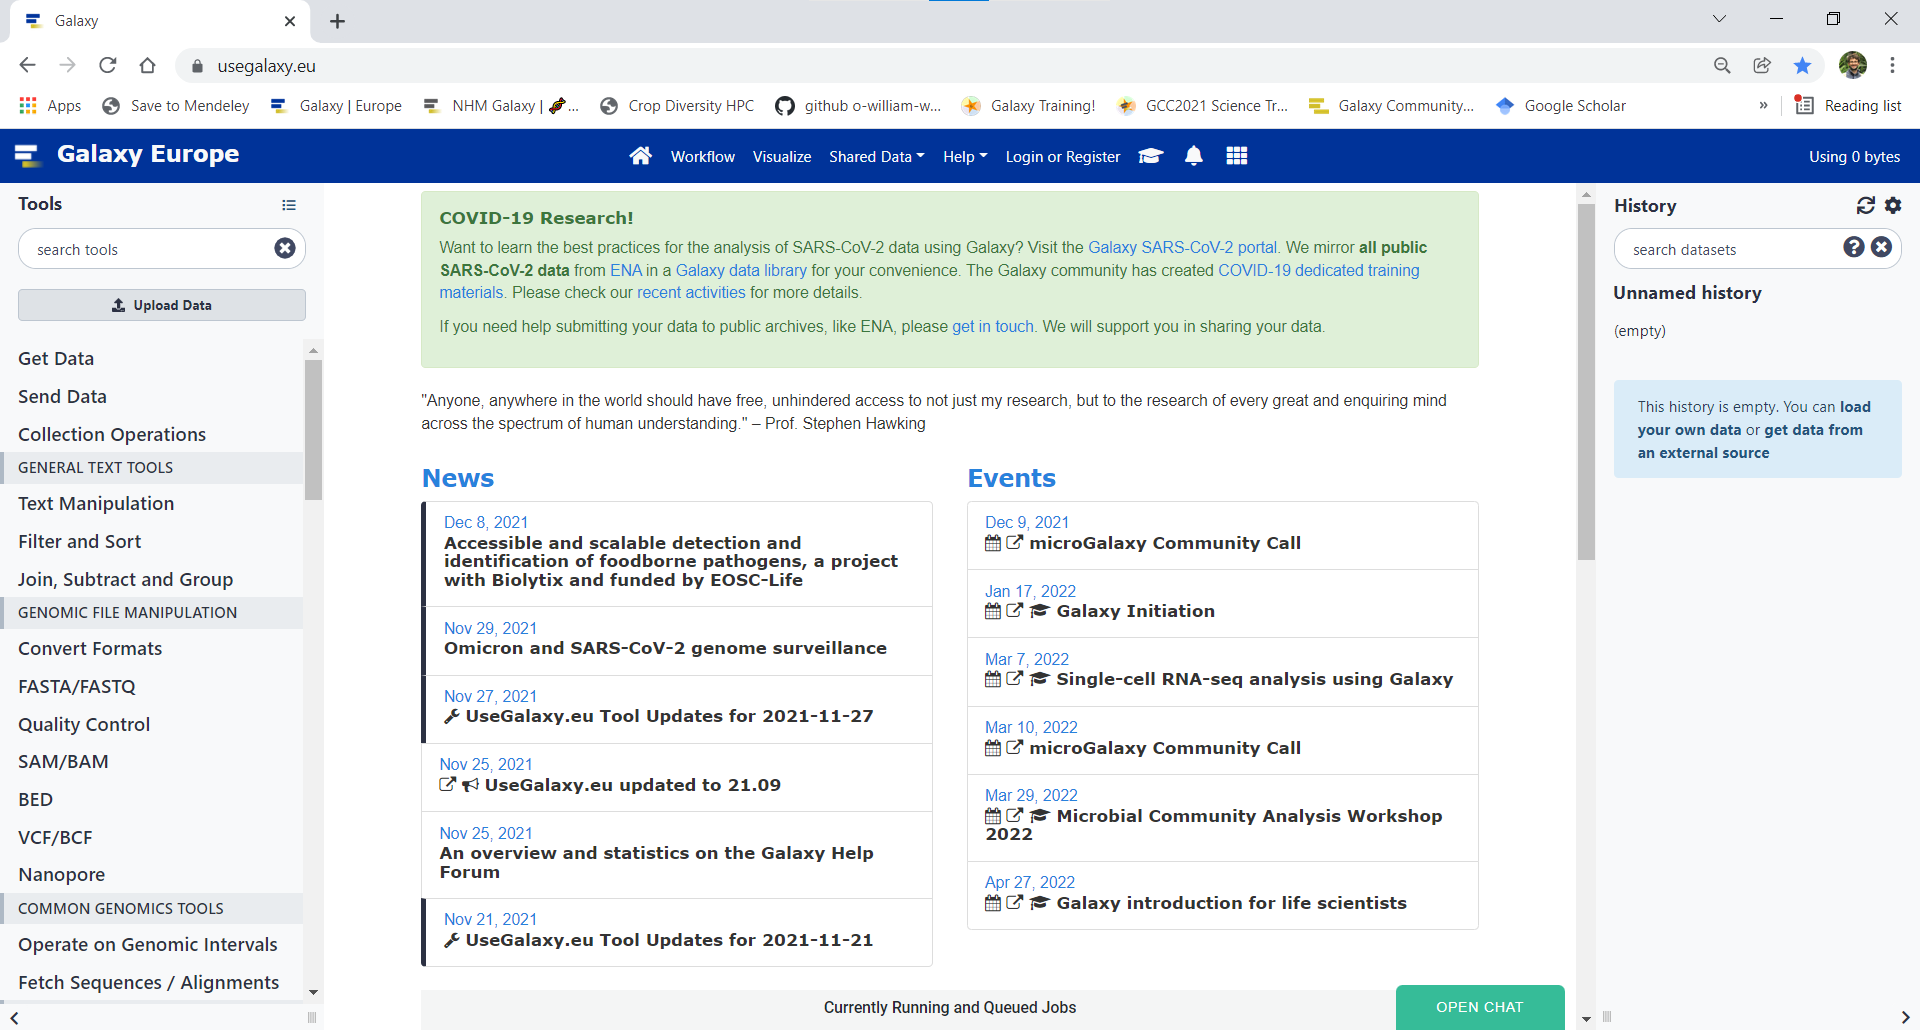 Galaxy
usegalaxy.eu
Apps
Save to Mendeley
Galaxy | Europe
NHM Galaxy | ...
Crop Diversity HPC
github o-william-w...
Galaxy Training!
GCC2021 Science Tr...
Galaxy Community...
Google Scholar
»
Reading list
Galaxy Europe
Workflow
Visualize
Shared Data
Help
Login or Register
Using 0 bytes
Tools
search tools
Upload Data
Get Data
Send Data
Collection Operations
GENERAL TEXT TOOLS
Text Manipulation
Filter and Sort
Join, Subtract and Group
GENOMIC FILE MANIPULATION
Convert Formats
FASTA/FASTQ
Quality Control
SAM/BAM
BED
VCF/BCF
Nanopore
COMMON GENOMICS TOOLS
Operate on Genomic Intervals
Fetch Sequences / Alignments
COVID-19 Research!
Want to learn the best practices for the analysis of SARS-CoV-2 data using Galaxy? Visit the Galaxy SARS-CoV-2 portal. We mirror all public
SARS-CoV-2 data from ENA in a Galaxy data library for your convenience. The Galaxy community has created COVID-19 dedicated training
materials. Please check our recent activities for more details.
If you need help submitting your data to public archives, like ENA, please get in touch. We will support you in sharing your data.
"Anyone, anywhere in the world should have free, unhindered access to not just my research, but to the research of every great and enquiring mind
across the spectrum of human understanding." – Prof. Stephen Hawking
News
Dec 8, 2021
Accessible and scalable detection and
identification of foodborne pathogens, a project
with Biolytix and funded by EOSC-Life
Nov 29, 2021
Omicron and SARS-CoV-2 genome surveillance
Nov 27, 2021
UseGalaxy.eu Tool Updates for 2021-11-27
Nov 25, 2021
UseGalaxy.eu updated to 21.09
Nov 25, 2021
An overview and statistics on the Galaxy Help
Forum
Nov 21, 2021
UseGalaxy.eu Tool Updates for 2021-11-21
Events
Dec 9, 2021
microGalaxy Community Call
Jan 17, 2022
Galaxy Initiation
Mar 7, 2022
Single-cell RNA-seq analysis using Galaxy
Mar 10, 2022
microGalaxy Community Call
Mar 29, 2022
Microbial Community Analysis Workshop
2022
Apr 27, 2022
Galaxy introduction for life scientists
Currently Running and Queued Jobs
OPEN CHAT
History
search datasets
Unnamed history
(empty)
This history is empty. You can load
your own data or get data from
an external source